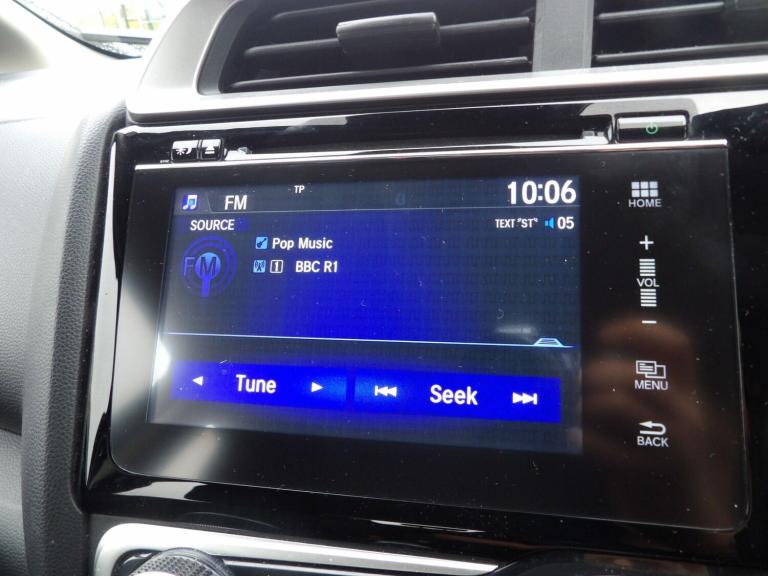 FM TP 10:06
SOURCE TEXT "ST" 05
Pop Music
FM
1 BBC R1
Tune Seek
HOME
+
VOL
−
MENU
BACK